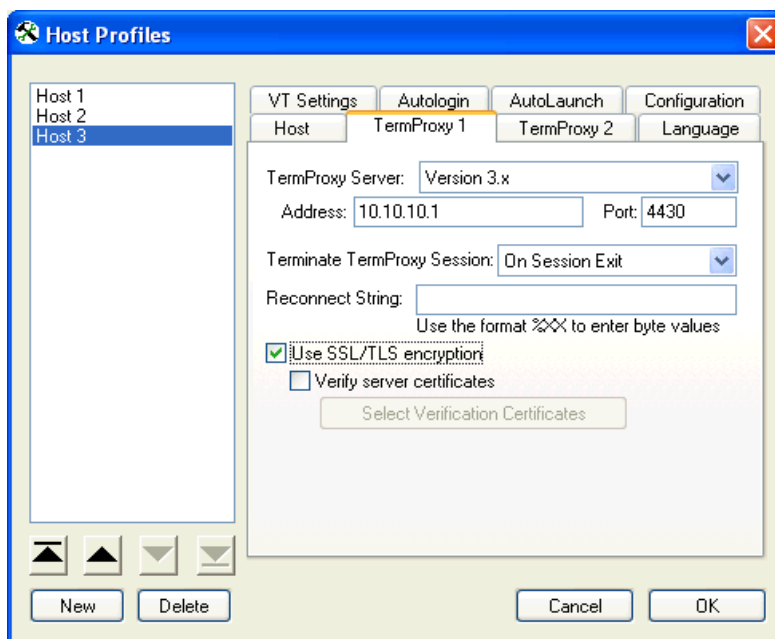 Host Profiles
Host 1
Host 2
Host 3
VT Settings
Autologin
AutoLaunch
Configuration
Host
TermProxy 1
TermProxy 2
Language
TermProxy Server: Version 3.x
Address: 10.10.10.1 Port: 4430
Terminate TermProxy Session: On Session Exit
Reconnect String:
Use the format %XX to enter byte values
Use SSL/TLS encryption
Verify server certificates
Select Verification Certificates
New
Delete
Cancel
OK